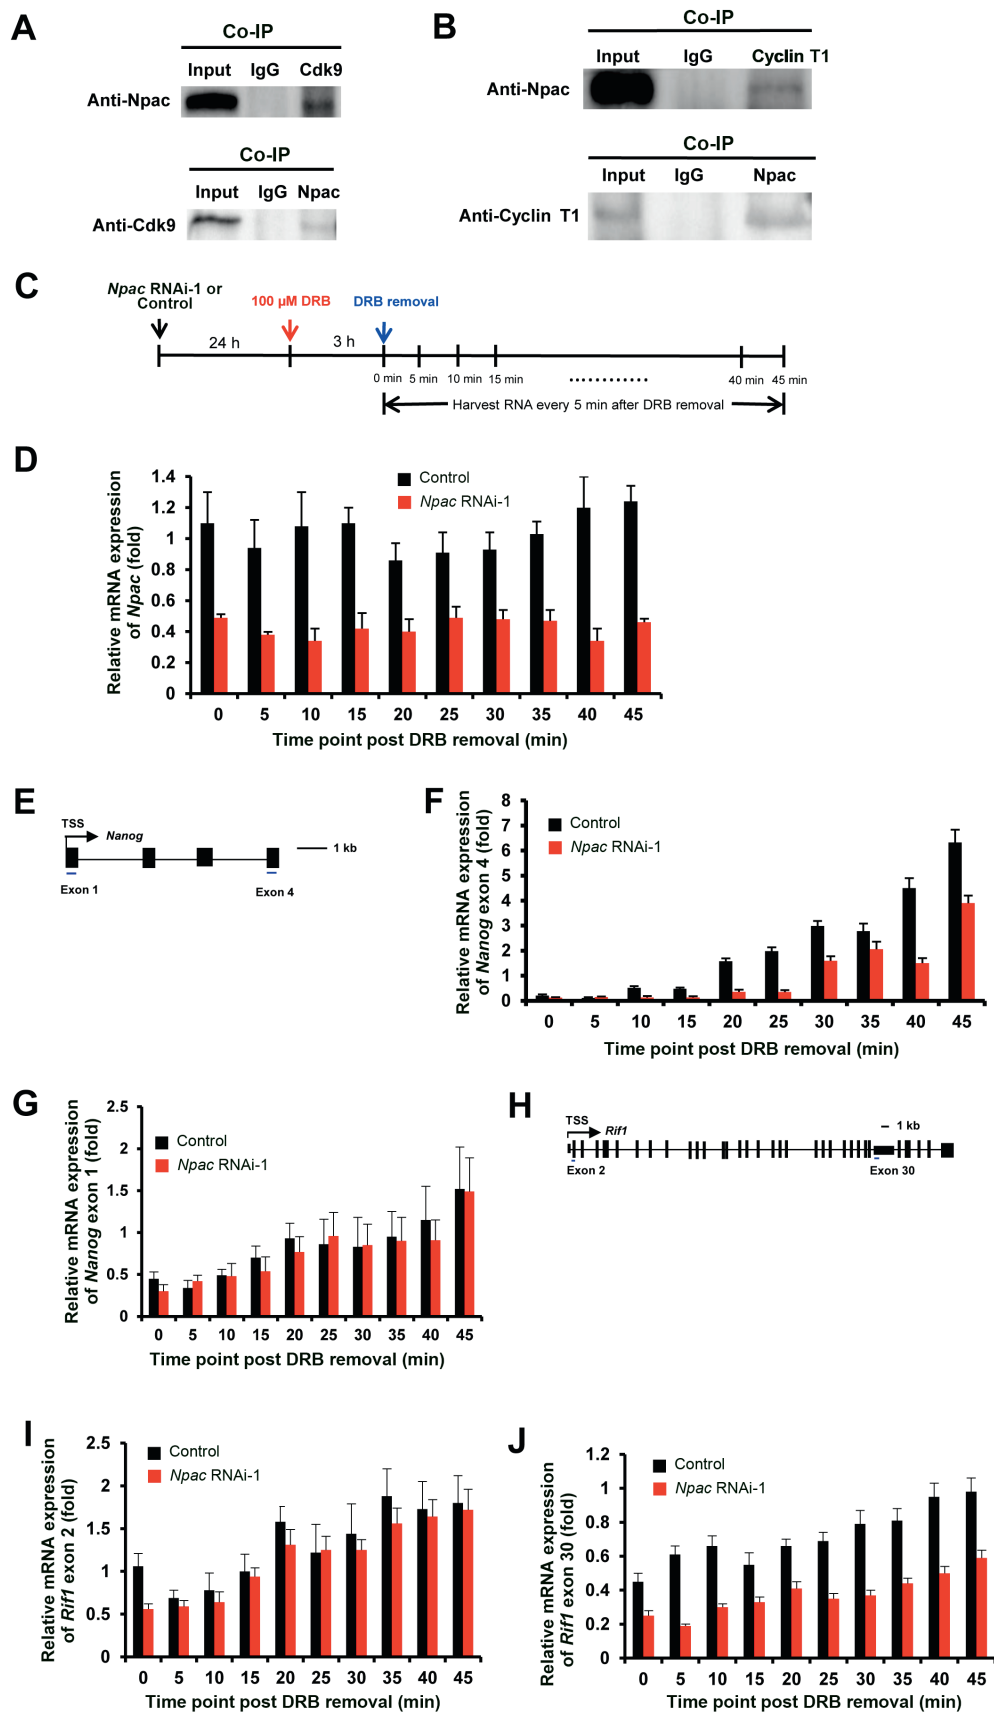 A
Co-IP
Input IgG Cdk9
Anti-Npac
Co-IP
Input IgG Npac
Anti-Cdk9
B
Co-IP
Input IgG Cyclin T1
Anti-Npac
Co-IP
Input IgG Npac
Anti-Cyclin T1
C
Npac RNAi-1 or
Control
100 µM DRB
DRB removal
24 h
3 h
0 min 5 min 10 min 15 min 40 min 45 min
Harvest RNA every 5 min after DRB removal
D
Relative mRNA expression
of Npac (fold)
1.4
1.2
1
0.8
0.6
0.4
0.2
0
Control
Npac RNAi-1
0 5 10 15 20 25 30 35 40 45
Time point post DRB removal (min)
E
TSS
Nanog
1 kb
Exon 1
Exon 4
F
Relative mRNA expression
of Nanog exon 4 (fold)
8
7
6
5
4
3
2
1
0
Control
Npac RNAi-1
0 5 10 15 20 25 30 35 40 45
Time point post DRB removal (min)
G
Relative mRNA expression
of Nanog exon 1 (fold)
2.5
2
1.5
1
0.5
0
Control
Npac RNAi-1
0 5 10 15 20 25 30 35 40 45
Time point post DRB removal (min)
H
TSS
Rif1
1 kb
Exon 2
Exon 30
I
Relative mRNA expression
of Rif1 exon 2 (fold)
2.5
2
1.5
1
0.5
0
Control
Npac RNAi-1
0 5 10 15 20 25 30 35 40 45
Time point post DRB removal (min)
J
Relative mRNA expression
of Rif1 exon 30 (fold)
1.2
1
0.8
0.6
0.4
0.2
0
Control
Npac RNAi-1
0 5 10 15 20 25 30 35 40 45
Time point post DRB removal (min)